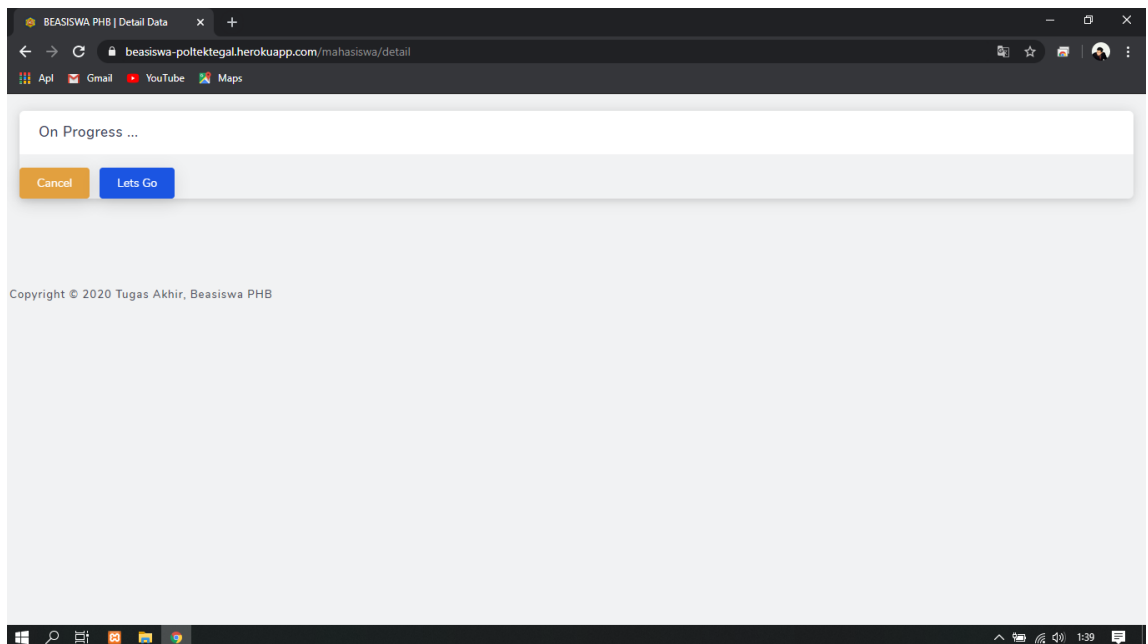 BEASISWA PHB | Detail Data
beasiswa-poltektegal.herokuapp.com/mahasiswa/detail
Apl Gmail YouTube Maps
On Progress ...
Cancel Lets Go
Copyright © 2020 Tugas Akhir, Beasiswa PHB
1:39